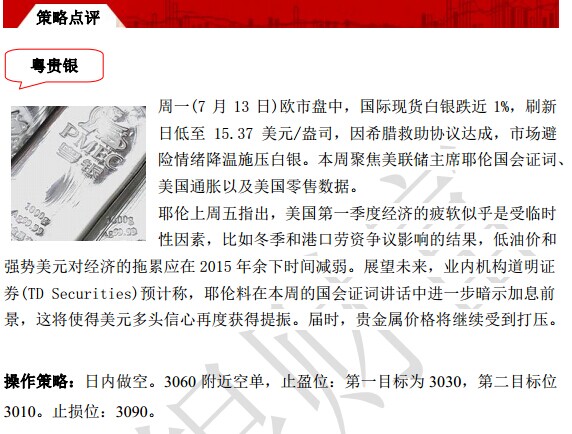 策略点评
粤贵银
周一(7 月 13 日)欧市盘中，国际现货白银跌近 1%，刷新
日低至 15.37 美元/盎司，因希腊救助协议达成，市场避
险情绪降温施压白银。本周聚焦美联储主席耶伦国会证词、
美国通胀以及美国零售数据。
耶伦上周五指出，美国第一季度经济的疲软似乎是受临时
性因素，比如冬季和港口劳资争议影响的结果，低油价和
强势美元对经济的拖累应在 2015 年余下时间减弱。展望未来，业内机构道明证
券(TD Securities)预计称，耶伦料在本周的国会证词讲话中进一步暗示加息前
景，这将使得美元多头信心再度获得提振。届时，贵金属价格将继续受到打压。
操作策略：日内做空。3060 附近空单，止盈位：第一目标为 3030，第二目标位
3010。止损位：3090。
PMEC
1000g
Ag99.99